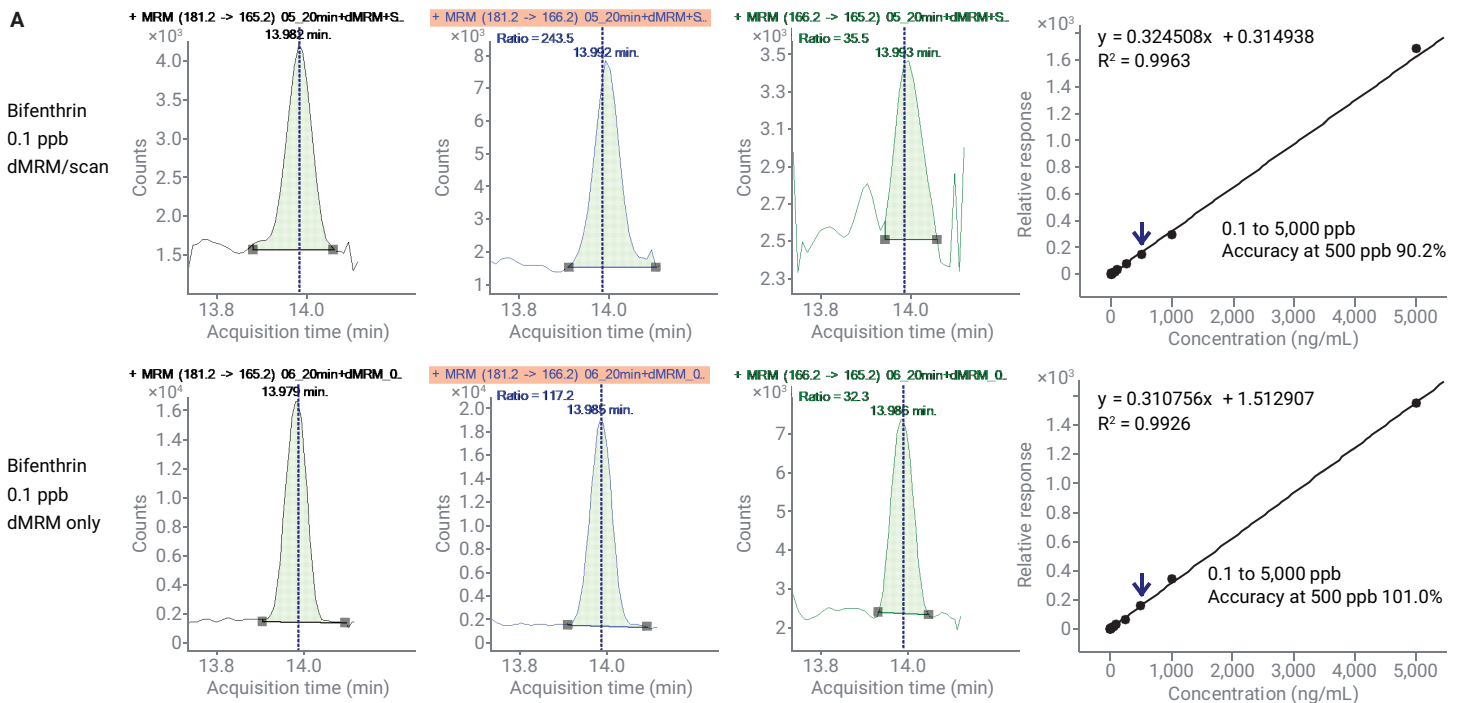 A
Bifenthrin
0.1 ppb
dMRM/scan
+ MRM (181.2 -> 165.2) 05_20min+dMRM+S..
×10³
13.982 min.
4.0
3.5
3.0
2.5
2.0
1.5
Counts
13.8 14.0
Acquisition time (min)
+ MRM (181.2 -> 166.2) 05_20min+dMRM+S..
×10³
Ratio = 243.5
13.992 min.
8
7
6
5
4
3
2
1
Counts
13.8 14.0
Acquisition time (min)
+ MRM (166.2 -> 165.2) 05_20min+dMRM+S..
×10³
Ratio = 35.5
13.993 min.
3.5
3.3
3.1
2.9
2.7
2.5
2.3
Counts
13.8 14.0
Acquisition time (min)
×10³
y = 0.324508x + 0.314938
R² = 0.9963
1.8
1.6
1.4
1.2
1.0
0.8
0.6
0.4
0.2
0
Relative response
0.1 to 5,000 ppb
Accuracy at 500 ppb 90.2%
0 1,000 2,000 3,000 4,000 5,000
Concentration (ng/mL)
Bifenthrin
0.1 ppb
dMRM only
+ MRM (181.2 -> 165.2) 06_20min+dMRM_0..
×10⁴
13.979 min.
1.6
1.4
1.2
1.0
0.8
0.6
0.4
0.2
0
Counts
13.8 14.0
Acquisition time (min)
+ MRM (181.2 -> 166.2) 06_20min+dMRM_0..
×10⁴
Ratio = 117.2
13.985 min.
2.0
1.8
1.6
1.4
1.2
1.0
0.8
0.6
0.4
0.2
0
Counts
13.8 14.0
Acquisition time (min)
+ MRM (166.2 -> 165.2) 06_20min+dMRM_0..
×10³
Ratio = 32.3
13.986 min.
7
6
5
4
3
2
Counts
13.8 14.0
Acquisition time (min)
×10³
y = 0.310756x + 1.512907
R² = 0.9926
1.4
1.2
1.0
0.8
0.6
0.4
0.2
0
Relative response
0.1 to 5,000 ppb
Accuracy at 500 ppb 101.0%
0 1,000 2,000 3,000 4,000 5,000
Concentration (ng/mL)